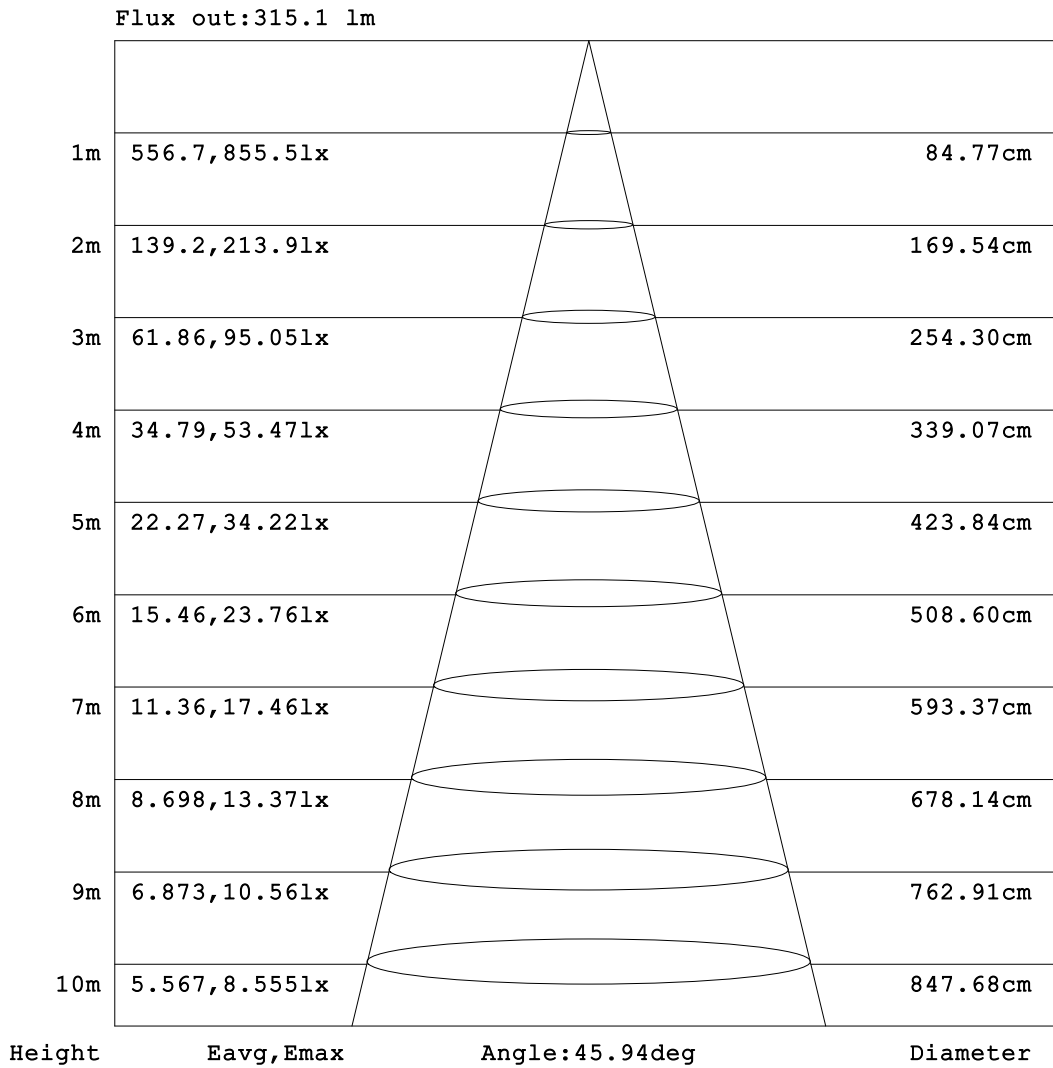 Flux out:315.1 lm
1m 556.7,855.5lx 84.77cm
2m 139.2,213.9lx 169.54cm
3m 61.86,95.05lx 254.30cm
4m 34.79,53.47lx 339.07cm
5m 22.27,34.22lx 423.84cm
6m 15.46,23.76lx 508.60cm
7m 11.36,17.46lx 593.37cm
8m 8.698,13.37lx 678.14cm
9m 6.873,10.56lx 762.91cm
10m 5.567,8.555lx 847.68cm
Height Eavg,Emax Angle:45.94deg Diameter